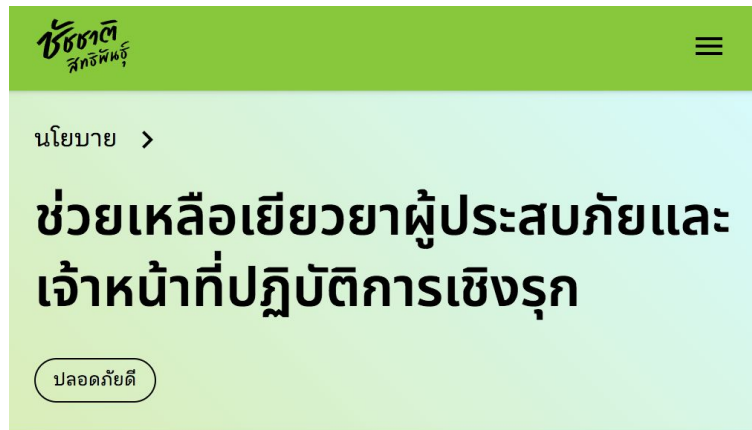 ชัชชาติ
สิทธิพันธุ์
นโยบาย >
ช่วยเหลือเยียวยาผู้ประสบภัยและ
เจ้าหน้าที่ปฏิบัติการเชิงรุก
ปลอดภัยดี